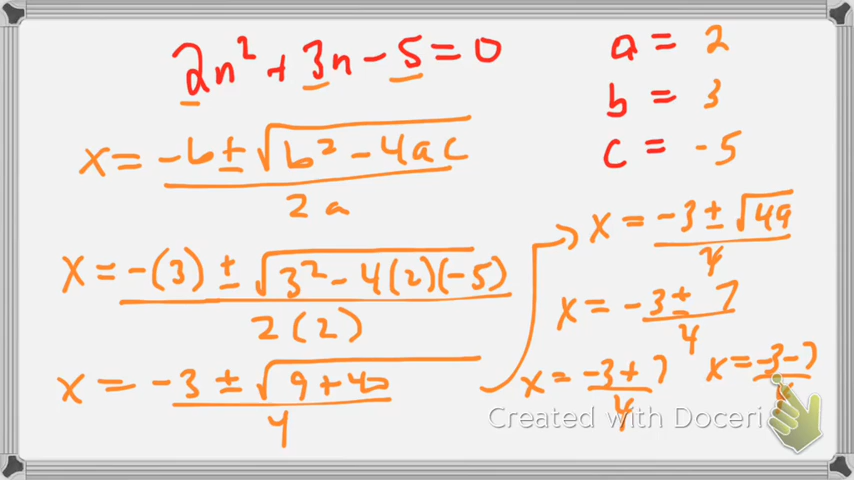 2n² + 3n - 5 = 0
a = 2
b = 3
c = -5
x = -b ± √b² - 4ac
2a
x = -(3) ± √3² - 4(2)(-5)
2(2)
x = -3 ± √9 + 40
4
x = -3 ± √49
4
x = -3 ± 7
4
x = -3 + 7
4
x = -3 - 7
4
Created with Doceri